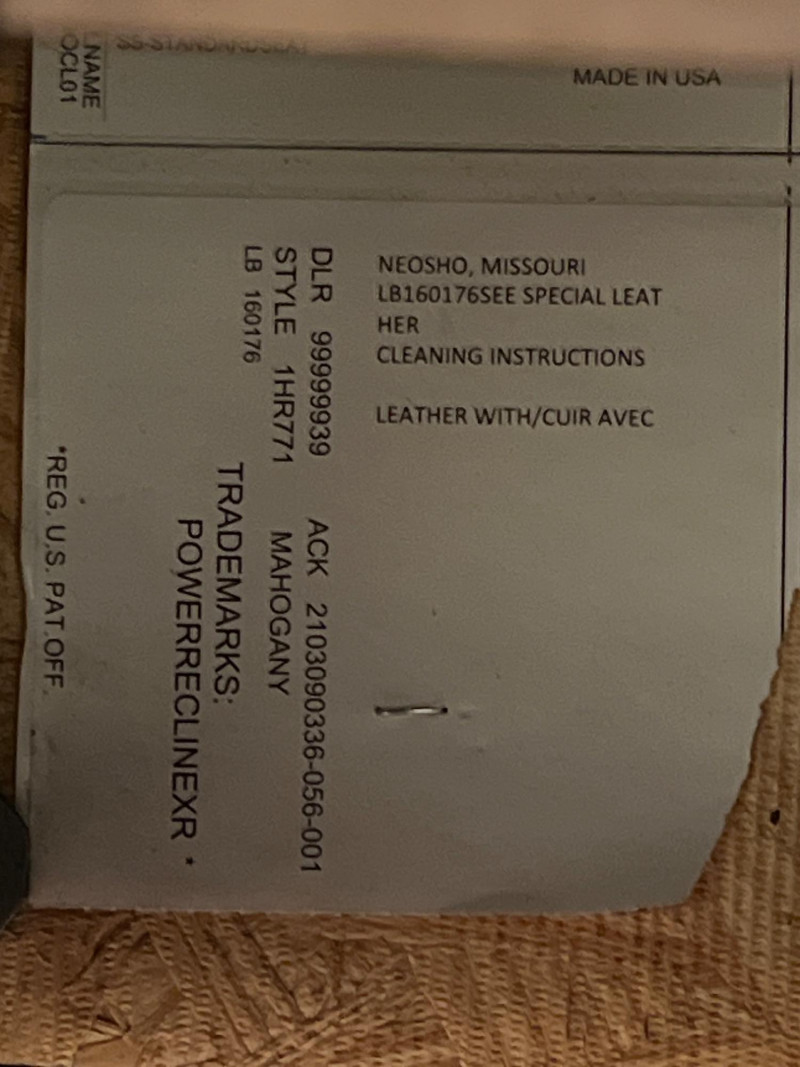 NAME
OCL01
MADE IN USA
NEOSHO, MISSOURI
LB160176SEE SPECIAL LEAT
HER
CLEANING INSTRUCTIONS
LEATHER WITH/CUIR AVEC
DLR 99999939 ACK 2103090336-056-001
STYLE 1HR771 MAHOGANY
LB 160176
TRADEMARKS:
POWERRECLINEXR *
*REG. U.S. PAT.OFF.